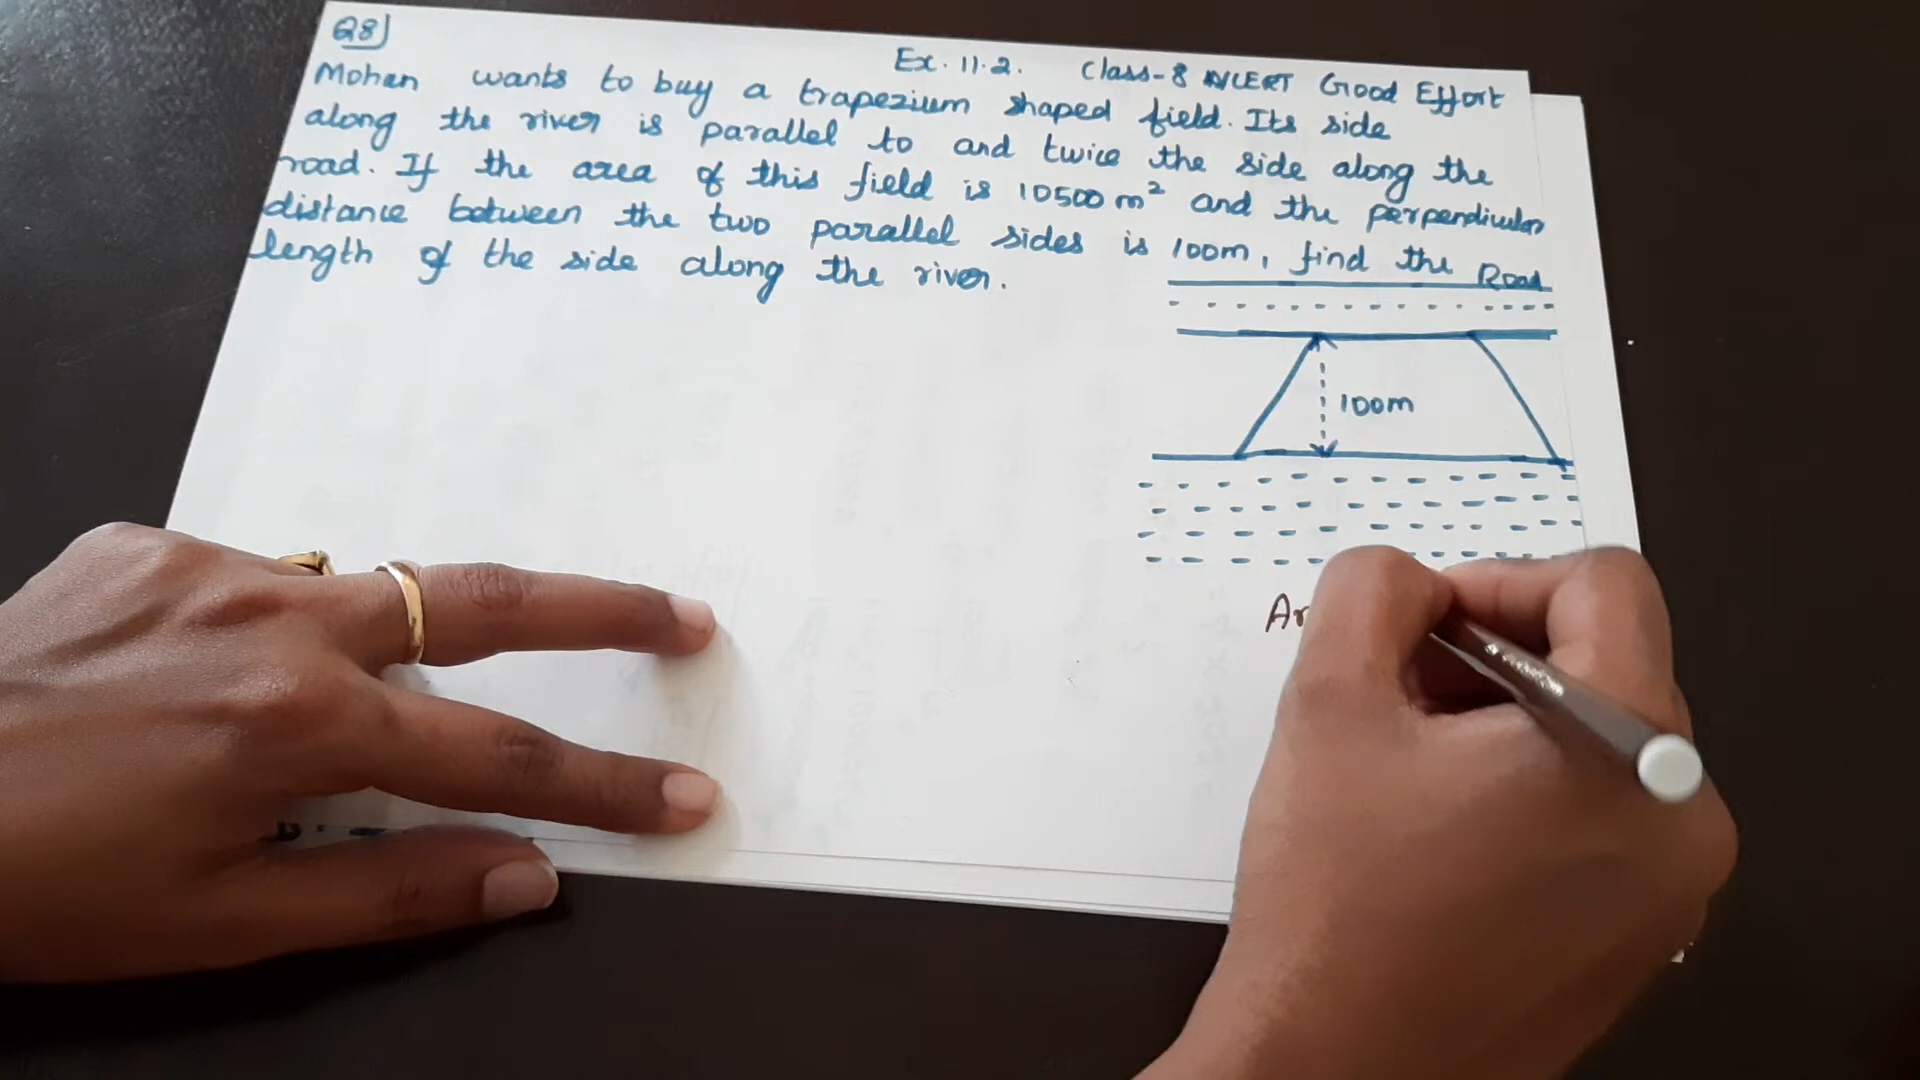 Q8)
Ex. 11.2. Class-8 NCERT Good Effort
Mohan wants to buy a trapezium shaped field. Its side
along the river is parallel to and twice the side along the
road. If the area of this field is 10500 m² and the perpendicular
distance between the two parallel sides is 100m, find the
length of the side along the river.
Road
100m
Ar